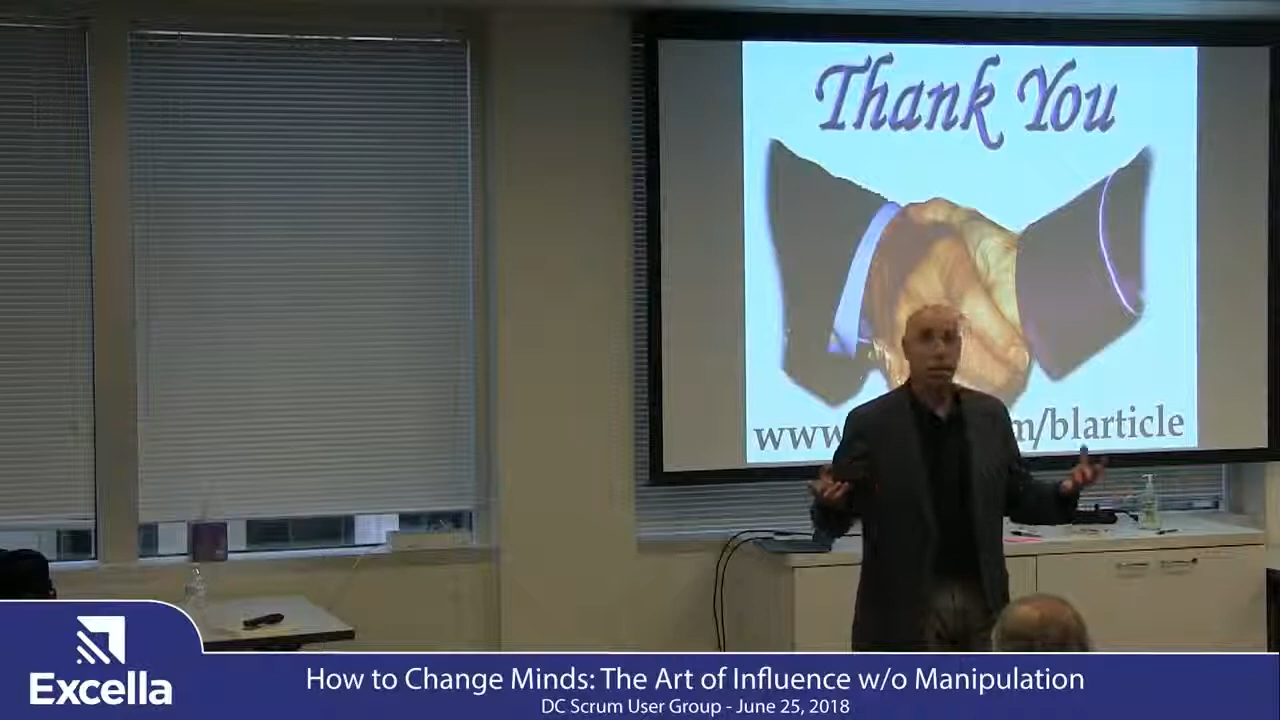 Thank You
www
m/blarticle
Excella
How to Change Minds: The Art of Influence w/o Manipulation
DC Scrum User Group - June 25, 2018